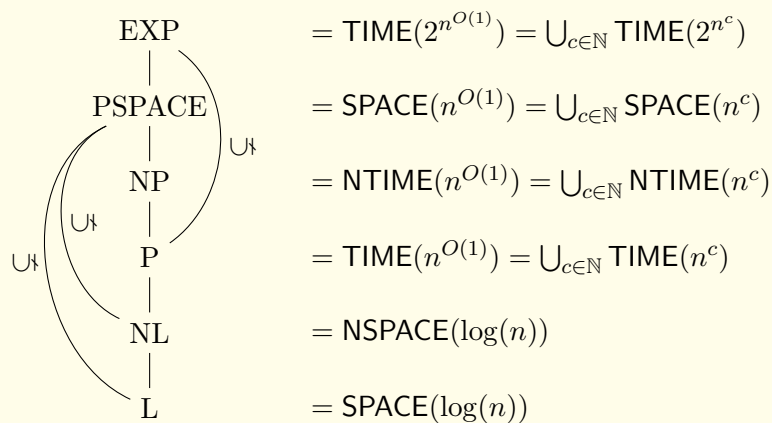 EXP = TIME(2^{n^{O(1)}}) = ⋃_{c∈ℕ} TIME(2^{n^c})
PSPACE = SPACE(n^{O(1)}) = ⋃_{c∈ℕ} SPACE(n^c)
∪∤
NP = NTIME(n^{O(1)}) = ⋃_{c∈ℕ} NTIME(n^c)
∪∤
∪∤
P = TIME(n^{O(1)}) = ⋃_{c∈ℕ} TIME(n^c)
NL = NSPACE(log(n))
L = SPACE(log(n))